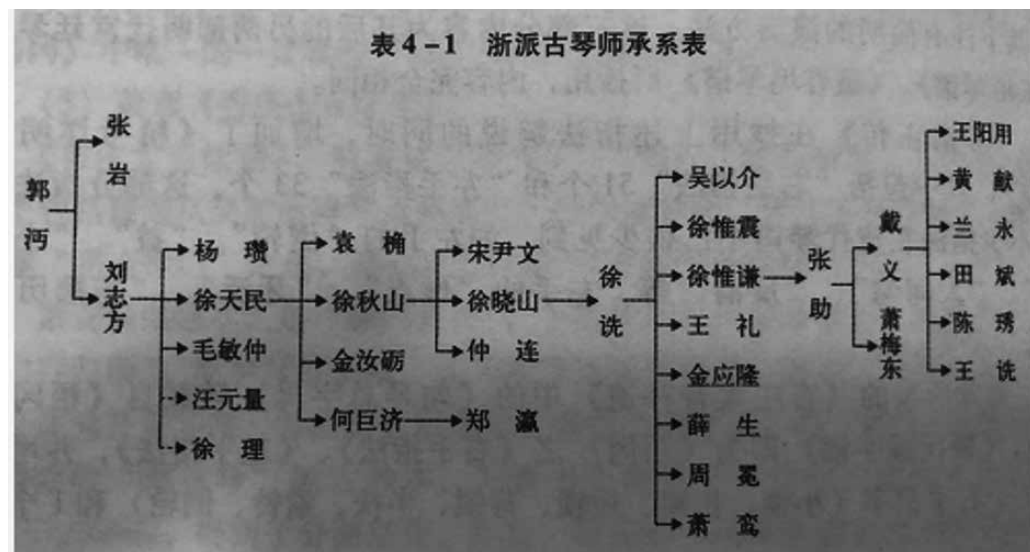 表4-1 浙派古琴师承系表
郭沔
张岩
刘志方
杨瓒
徐天民
毛敏仲
汪元量
徐理
袁桷
徐秋山
金汝砺
何巨济
宋尹文
徐晓山
仲连
郑瀛
徐诜
吴以介
徐惟震
徐惟谦
王礼
金应隆
薛生
周冕
萧鸾
张助
戴义
萧梅东
王阳用
黄献
兰永
田斌
陈琇
王诜